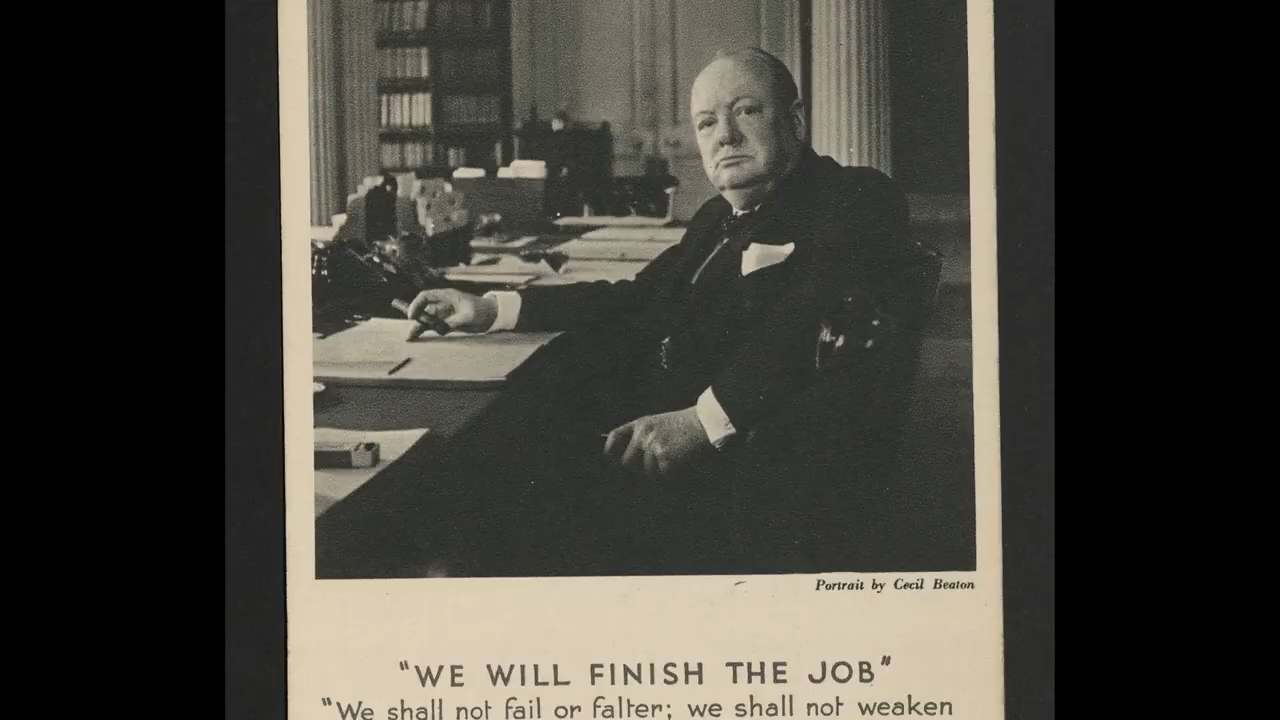 Portrait by Cecil Beaton
"WE WILL FINISH THE JOB"
"We shall not fail or falter; we shall not weaken